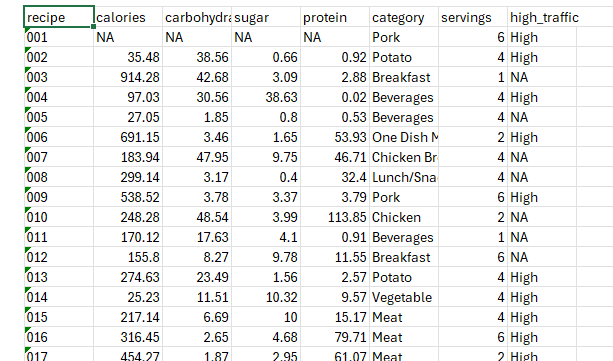 recipe calories carbohydra sugar protein category servings high_traffic
001 NA NA NA NA Pork 6 High
002 35.48 38.56 0.66 0.92 Potato 4 High
003 914.28 42.68 3.09 2.88 Breakfast 1 NA
004 97.03 30.56 38.63 0.02 Beverages 4 High
005 27.05 1.85 0.8 0.53 Beverages 4 NA
006 691.15 3.46 1.65 53.93 One Dish M 2 High
007 183.94 47.95 9.75 46.71 Chicken Br 4 NA
008 299.14 3.17 0.4 32.4 Lunch/Sna 4 NA
009 538.52 3.78 3.37 3.79 Pork 6 High
010 248.28 48.54 3.99 113.85 Chicken 2 NA
011 170.12 17.63 4.1 0.91 Beverages 1 NA
012 155.8 8.27 9.78 11.55 Breakfast 6 NA
013 274.63 23.49 1.56 2.57 Potato 4 High
014 25.23 11.51 10.32 9.57 Vegetable 4 High
015 217.14 6.69 10 15.17 Meat 4 High
016 316.45 2.65 4.68 79.71 Meat 6 High
017 454.27 1.87 2.95 61.07 Meat 2 High